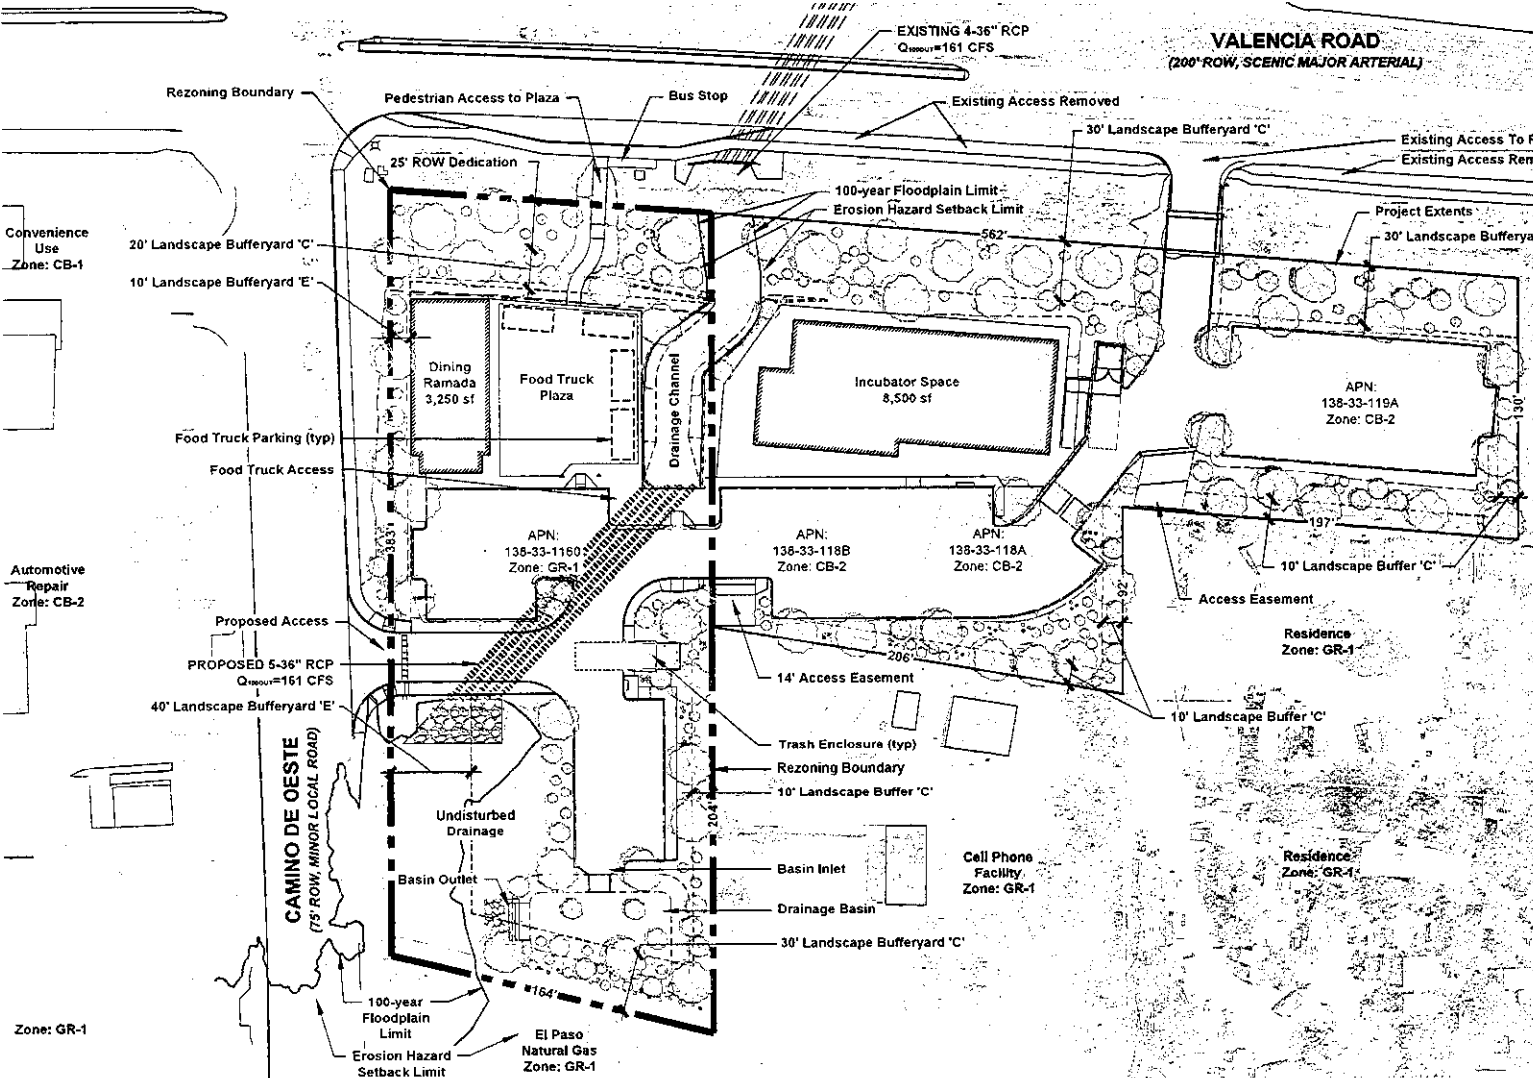 EXISTING 4-36" RCP
Q100OUT=161 CFS
VALENCIA ROAD
(200' ROW, SCENIC MAJOR ARTERIAL)
Rezoning Boundary
Pedestrian Access to Plaza
Bus Stop
Existing Access Removed
30' Landscape Bufferyard 'C'
Existing Access To
Existing Access
25' ROW Dedication
100-year Floodplain Limit
Erosion Hazard Setback Limit
Project Extents
562'
30' Landscape
Convenience
Use
Zone: CB-1
20' Landscape Bufferyard 'C'
10' Landscape Bufferyard 'E'
Dining
Ramada
3,250 sf
Food Truck
Plaza
Drainage Channel
Incubator Space
8,500 sf
APN:
138-33-119A
Zone: CB-2
130'
Food Truck Parking (typ)
Food Truck Access
383'
APN:
138-33-1160
Zone: GR-1
APN:
138-33-118B
Zone: CB-2
APN:
138-33-118A
Zone: CB-2
197'
10' Landscape Buffer 'C'
Automotive
Repair
Zone: CB-2
92'
Access Easement
Proposed Access
Residence
Zone: GR-1
206'
PROPOSED 5-36" RCP
Q100OUT=161 CFS
14' Access Easement
40' Landscape Bufferyard 'E'
10' Landscape Buffer 'C'
CAMINO DE OESTE
(75' ROW, MINOR LOCAL ROAD)
Trash Enclosure (typ)
Rezoning Boundary
10' Landscape Buffer 'C'
204'
Undisturbed
Drainage
Basin Outlet
Basin Inlet
Cell Phone
Facility
Zone: GR-1
Residence
Zone: GR-1
Drainage Basin
30' Landscape Bufferyard 'C'
164'
100-year
Floodplain
Limit
Zone: GR-1
Erosion Hazard
Setback Limit
El Paso
Natural Gas
Zone: GR-1